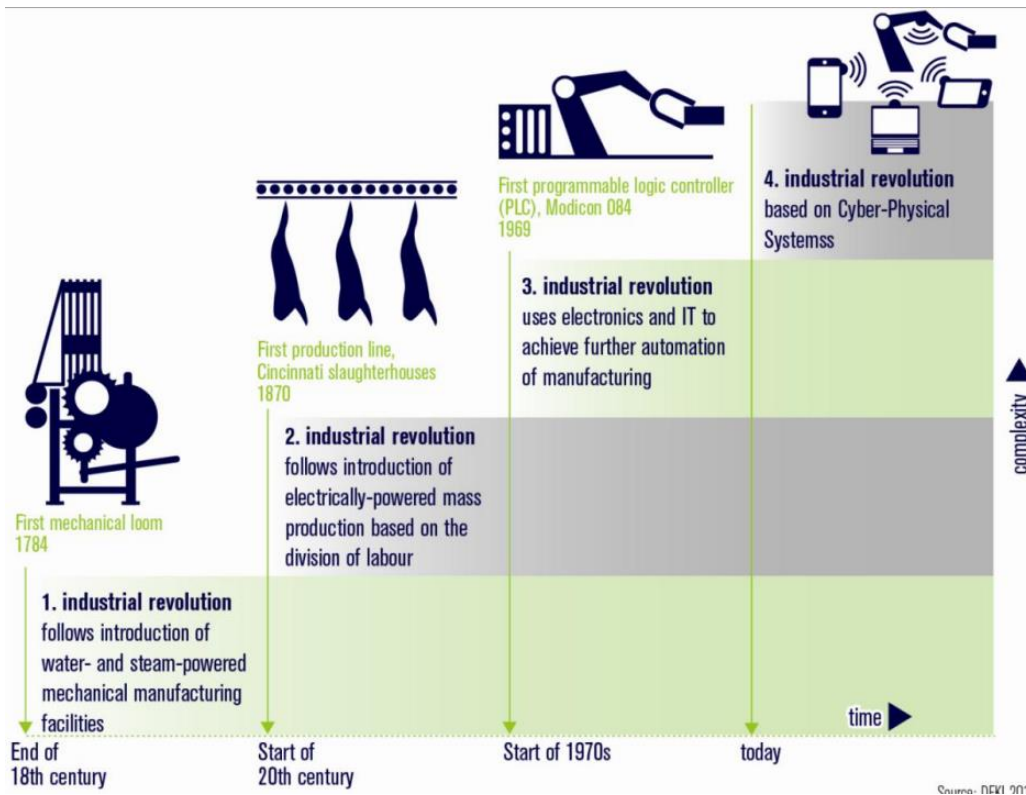 First programmable logic controller
(PLC), Modicon 084
1969
4. industrial revolution
based on Cyber-Physical
Systemss
3. industrial revolution
uses electronics and IT to
achieve further automation
of manufacturing
First production line,
Cincinnati slaughterhouses
1870
2. industrial revolution
follows introduction of
electrically-powered mass
production based on the
division of labour
First mechanical loom
1784
1. industrial revolution
follows introduction of
water- and steam-powered
mechanical manufacturing
facilities
complexity
time
End of
18th century
Start of
20th century
Start of 1970s
today
Source: